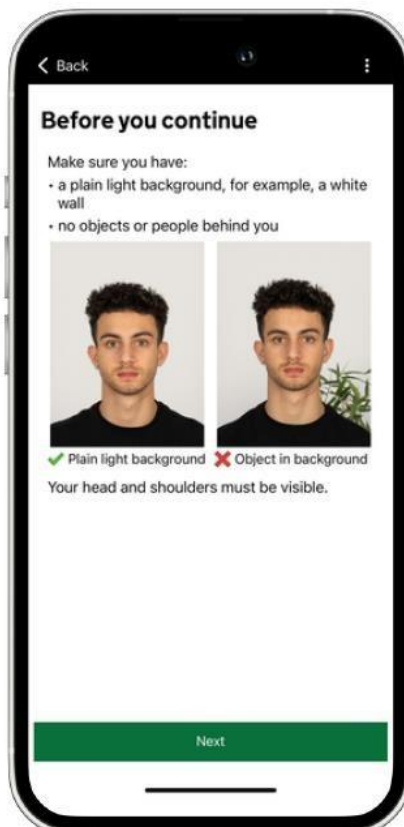 Back
Before you continue
Make sure you have:
• a plain light background, for example, a white
wall
• no objects or people behind you
Plain light background
Object in background
Your head and shoulders must be visible.
Next